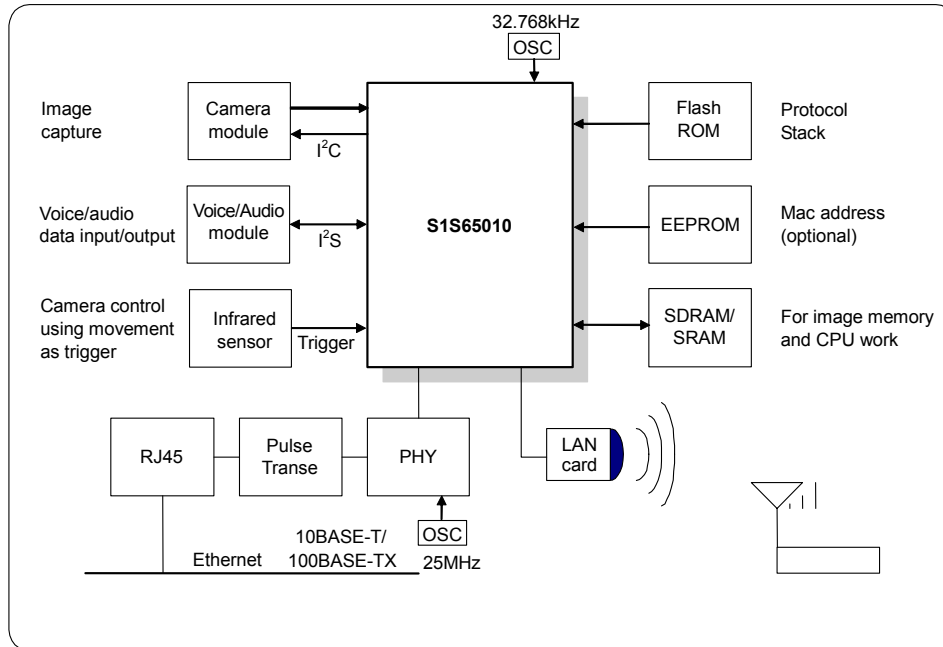 32.768kHz
OSC
Image
capture
Camera
module
I²C
Flash
ROM
Protocol
Stack
Voice/audio
data input/output
Voice/Audio
module
I²S
S1S65010
EEPROM
Mac address
(optional)
Camera control
using movement
as trigger
Infrared
sensor
Trigger
SDRAM/
SRAM
For image memory
and CPU work
RJ45
Pulse
Transe
PHY
LAN
card
OSC
25MHz
Ethernet
10BASE-T/
100BASE-TX